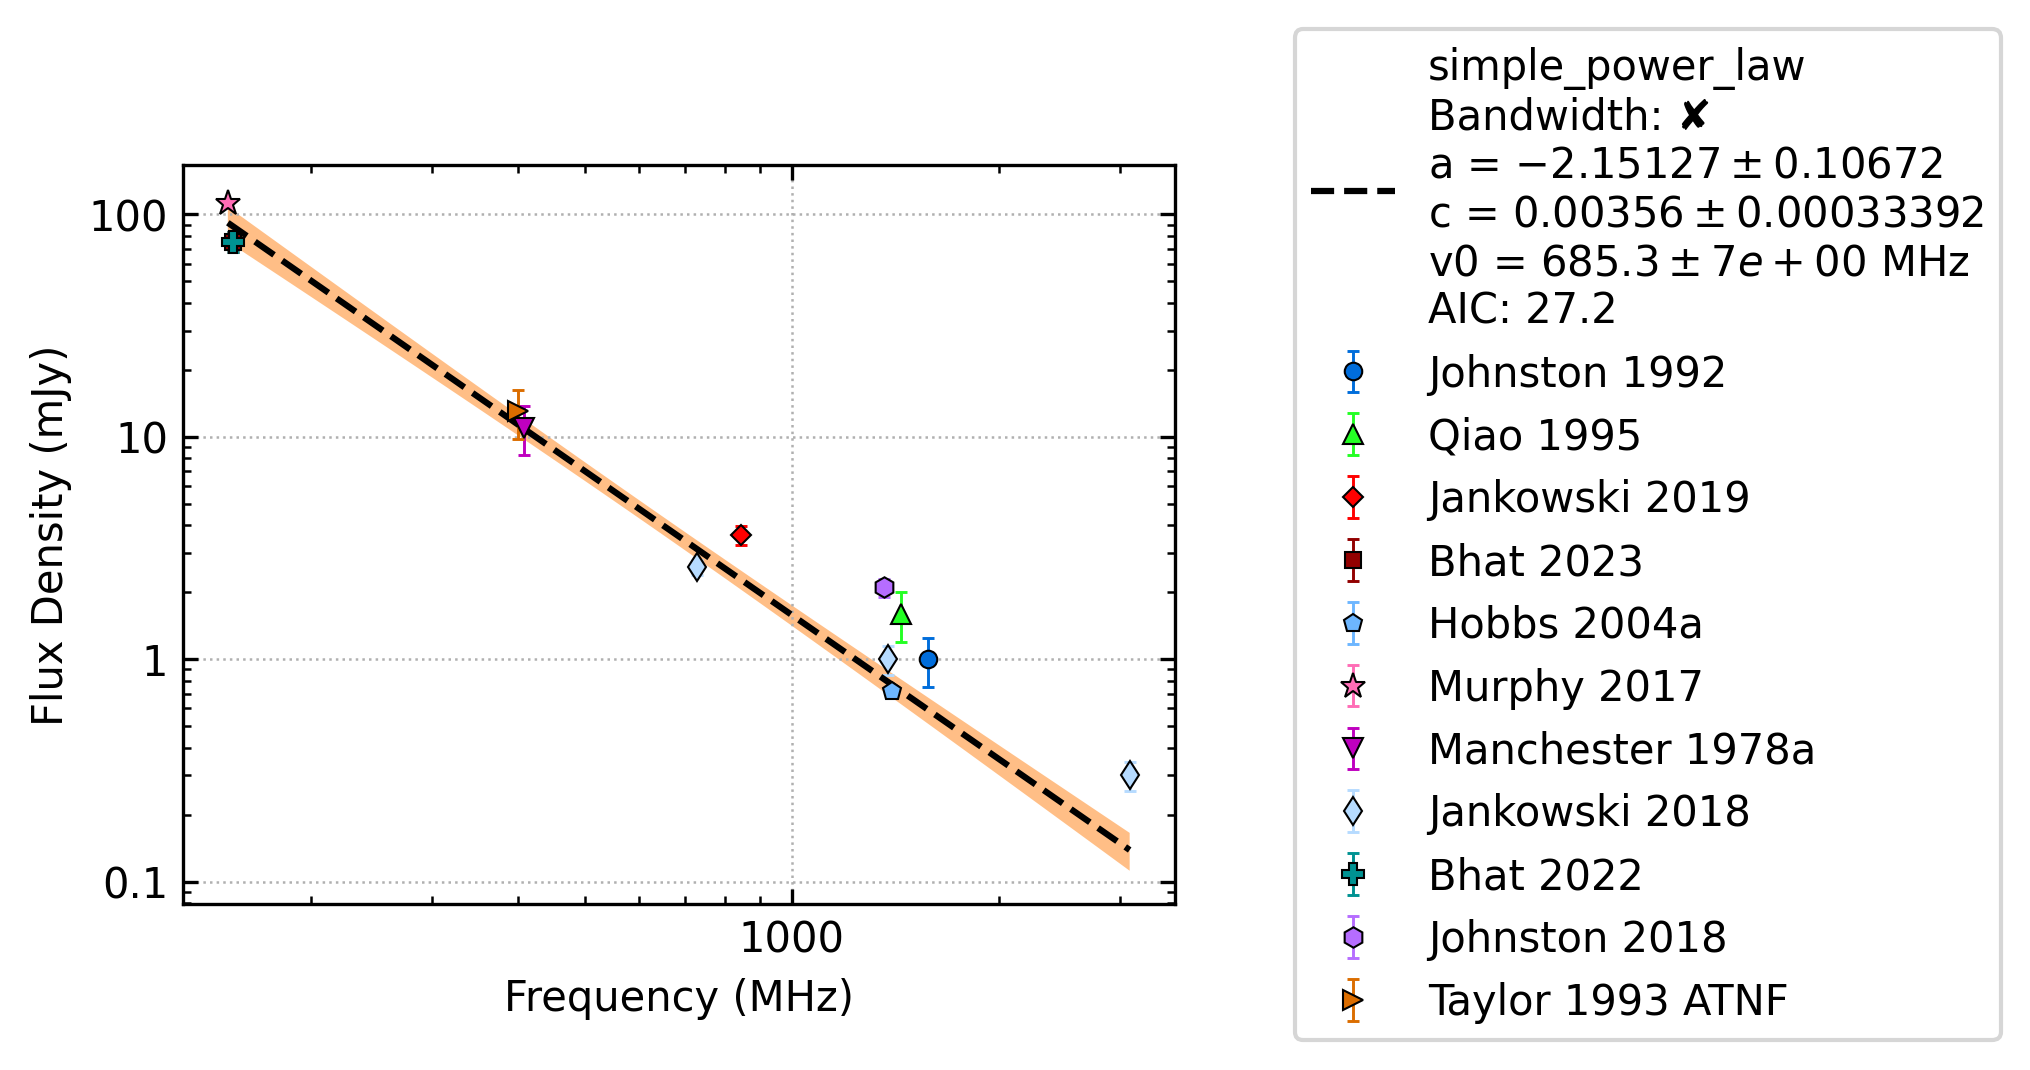 100
10
1
0.1
1000
Flux Density (mJy)
Frequency (MHz)
simple_power_law
Bandwidth: ✘
a = −2.15127 ± 0.10672
c = 0.00356 ± 0.00033392
v0 = 685.3 ± 7e + 00 MHz
AIC: 27.2
Johnston 1992
Qiao 1995
Jankowski 2019
Bhat 2023
Hobbs 2004a
Murphy 2017
Manchester 1978a
Jankowski 2018
Bhat 2022
Johnston 2018
Taylor 1993 ATNF